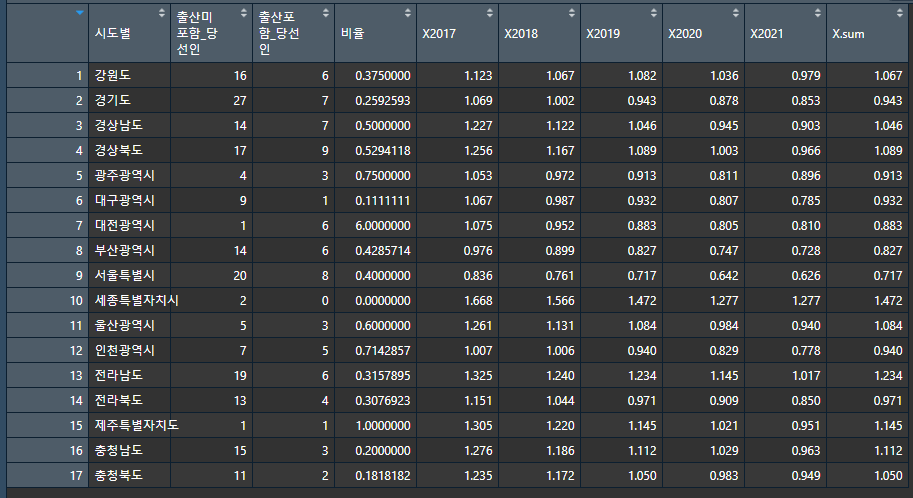 시도별 출산미포함_당선인 출산포함_당선인 비율 X2017 X2018 X2019 X2020 X2021 X.sum
1 강원도 16 6 0.3750000 1.123 1.067 1.082 1.036 0.979 1.067
2 경기도 27 7 0.2592593 1.069 1.002 0.943 0.878 0.853 0.943
3 경상남도 14 7 0.5000000 1.227 1.122 1.046 0.945 0.903 1.046
4 경상북도 17 9 0.5294118 1.256 1.167 1.089 1.003 0.966 1.089
5 광주광역시 4 3 0.7500000 1.053 0.972 0.913 0.811 0.896 0.913
6 대구광역시 9 1 0.1111111 1.067 0.987 0.932 0.807 0.785 0.932
7 대전광역시 1 6 6.0000000 1.075 0.952 0.883 0.805 0.810 0.883
8 부산광역시 14 6 0.4285714 0.976 0.899 0.827 0.747 0.728 0.827
9 서울특별시 20 8 0.4000000 0.836 0.761 0.717 0.642 0.626 0.717
10 세종특별자치시 2 0 0.0000000 1.668 1.566 1.472 1.277 1.277 1.472
11 울산광역시 5 3 0.6000000 1.261 1.131 1.084 0.984 0.940 1.084
12 인천광역시 7 5 0.7142857 1.007 1.006 0.940 0.829 0.778 0.940
13 전라남도 19 6 0.3157895 1.325 1.240 1.234 1.145 1.017 1.234
14 전라북도 13 4 0.3076923 1.151 1.044 0.971 0.909 0.850 0.971
15 제주특별자치도 1 1 1.0000000 1.305 1.220 1.145 1.021 0.951 1.145
16 충청남도 15 3 0.2000000 1.276 1.186 1.112 1.029 0.963 1.112
17 충청북도 11 2 0.1818182 1.235 1.172 1.050 0.983 0.949 1.050